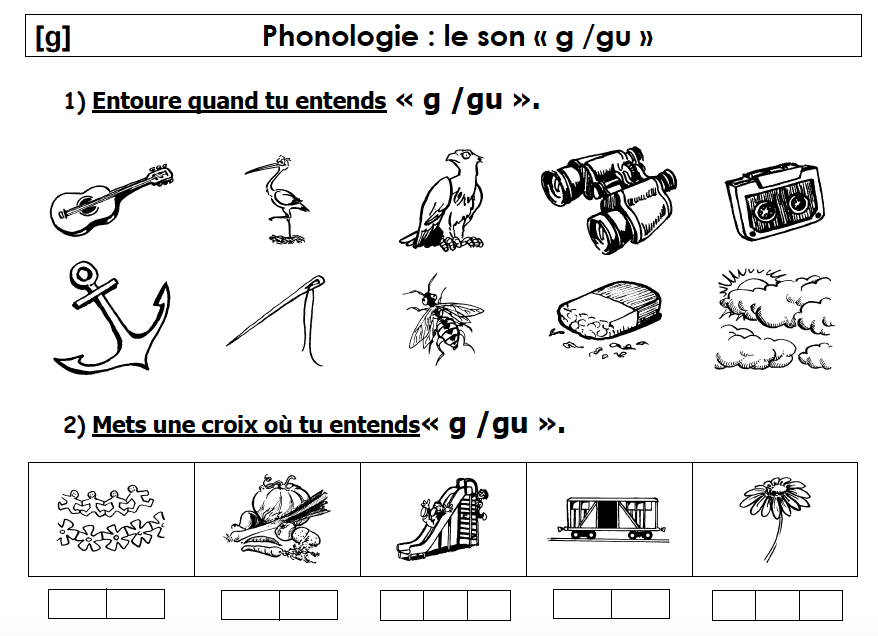 [g] Phonologie : le son « g /gu »
1) Entoure quand tu entends « g /gu ».
2) Mets une croix où tu entends« g /gu ».